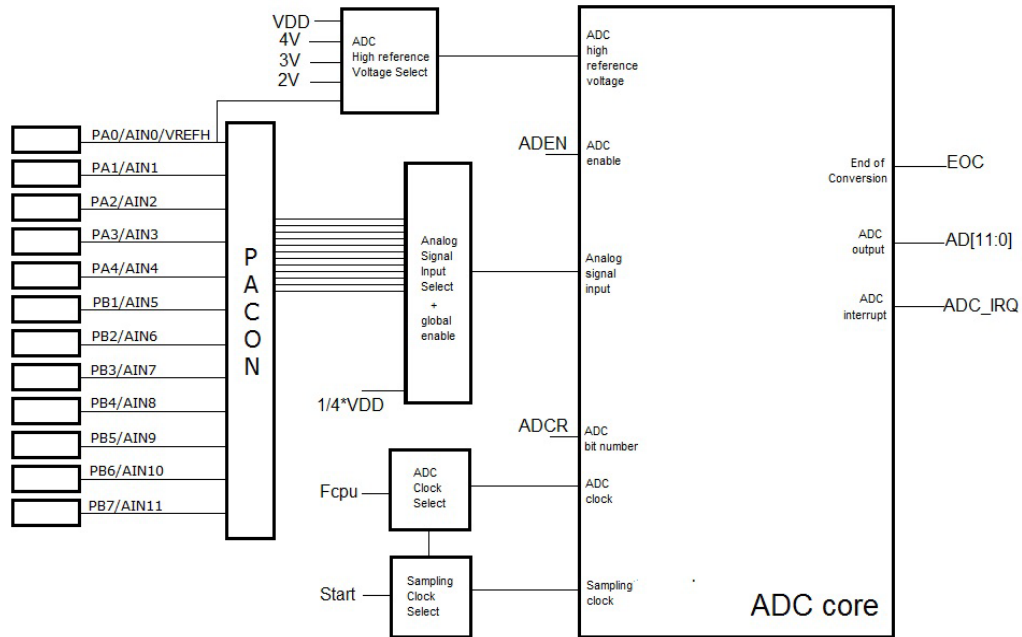 VDD
4V
3V
2V
ADC
High reference
Voltage Select
ADC
high
reference
voltage
PA0/AIN0/VREFH
PA1/AIN1
PA2/AIN2
PA3/AIN3
PA4/AIN4
PB1/AIN5
PB2/AIN6
PB3/AIN7
PB4/AIN8
PB5/AIN9
PB6/AIN10
PB7/AIN11
P
A
C
O
N
Analog
Signal
Input
Select
+
global
enable
1/4*VDD
ADEN
ADC
enable
Analog
signal
input
ADCR
ADC
bit number
Fcpu
ADC
Clock
Select
ADC
clock
Start
Sampling
Clock
Select
Sampling
clock
End of
Conversion
EOC
ADC
output
AD[11:0]
ADC
interrupt
ADC_IRQ
ADC core